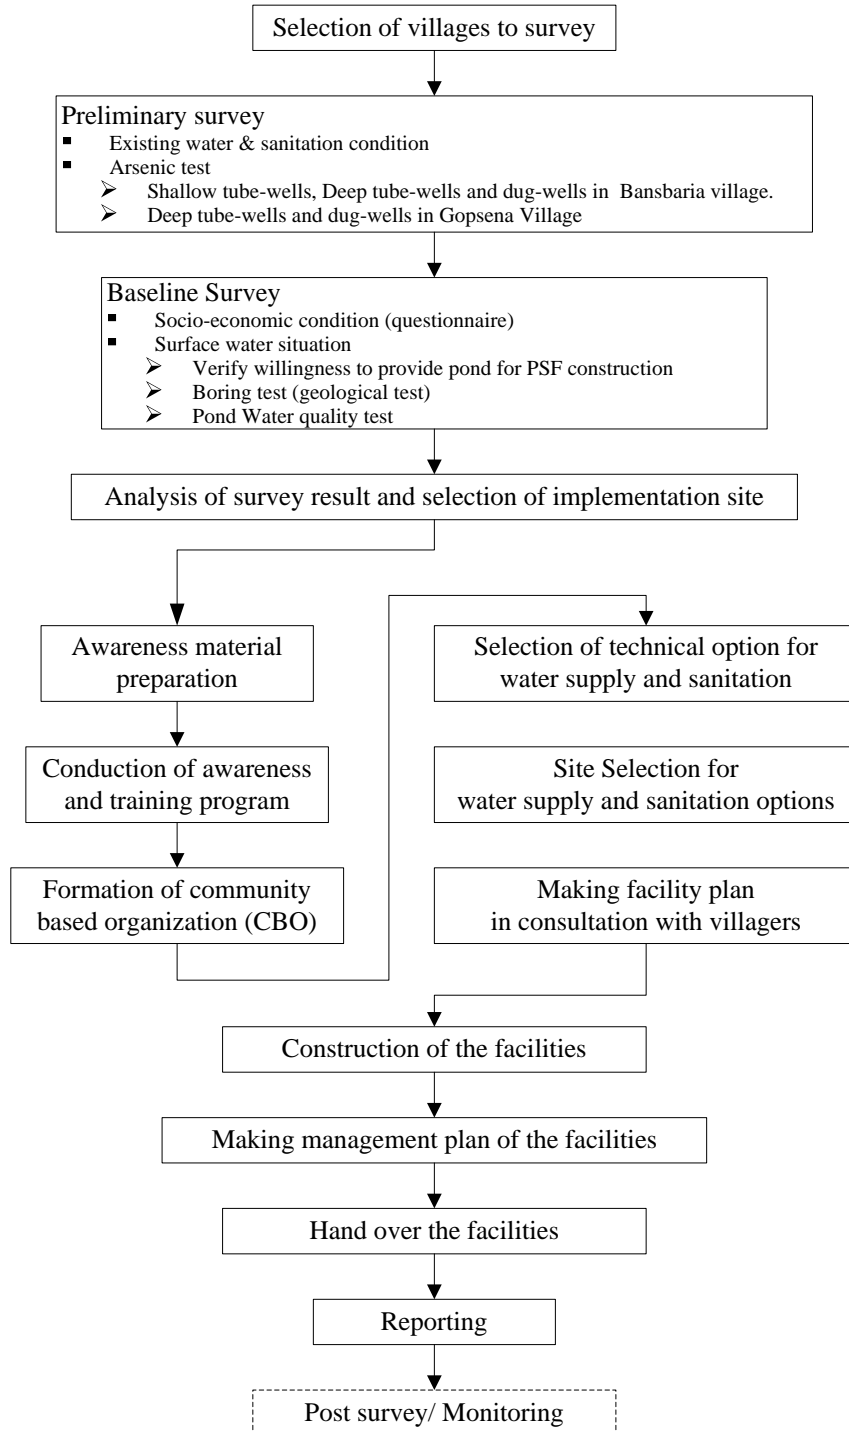 Selection of villages to survey
Preliminary survey
▪ Existing water & sanitation condition
▪ Arsenic test
➢ Shallow tube-wells, Deep tube-wells and dug-wells in Bansbaria village.
➢ Deep tube-wells and dug-wells in Gopsena Village
Baseline Survey
▪ Socio-economic condition (questionnaire)
▪ Surface water situation
➢ Verify willingness to provide pond for PSF construction
➢ Boring test (geological test)
➢ Pond Water quality test
Analysis of survey result and selection of implementation site
Awareness material
preparation
Conduction of awareness
and training program
Formation of community
based organization (CBO)
Selection of technical option for
water supply and sanitation
Site Selection for
water supply and sanitation options
Making facility plan
in consultation with villagers
Construction of the facilities
Making management plan of the facilities
Hand over the facilities
Reporting
Post survey/ Monitoring